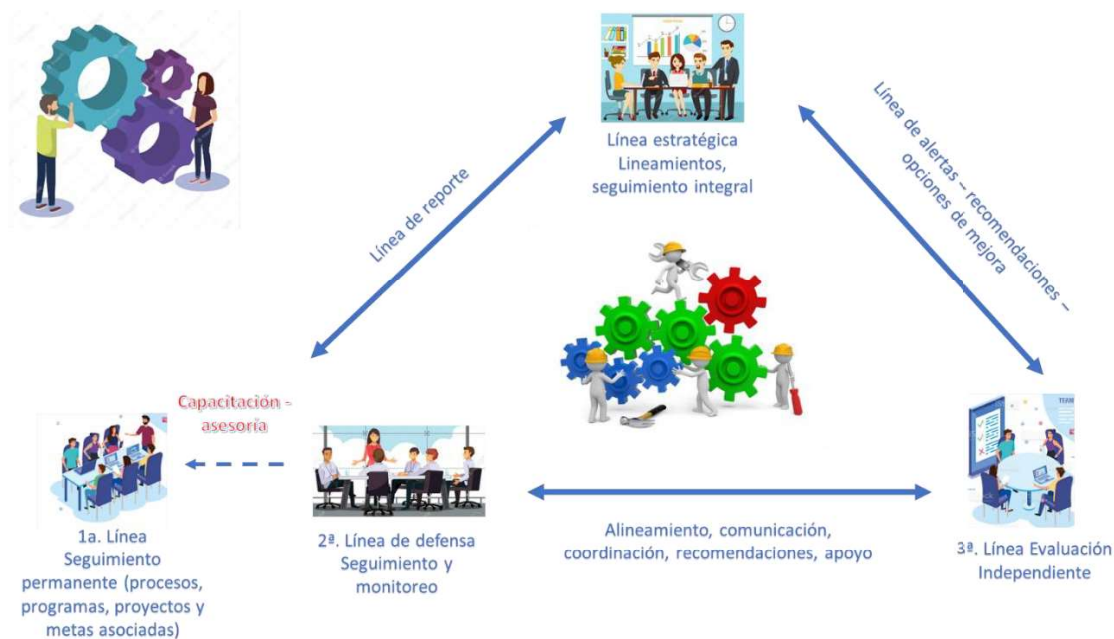 Línea estratégica
Lineamientos,
seguimiento integral
Línea de reporte
Línea de alertas – recomendaciones –
opciones de mejora
Capacitación -
asesoría
1a. Línea
Seguimiento
permanente (procesos,
programas, proyectos y
metas asociadas)
2ª. Línea de defensa
Seguimiento y
monitoreo
Alineamiento, comunicación,
coordinación, recomendaciones, apoyo
3ª. Línea Evaluación
Independiente